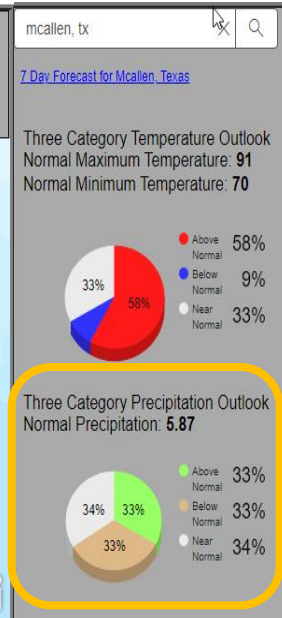 mcallen, tx
7 Day Forecast for Mcallen, Texas
Three Category Temperature Outlook
Normal Maximum Temperature: 91
Normal Minimum Temperature: 70
33%
58%
Above Normal 58%
Below Normal 9%
Near Normal 33%
Three Category Precipitation Outlook
Normal Precipitation: 5.87
34%
33%
33%
Above Normal 33%
Below Normal 33%
Near Normal 34%